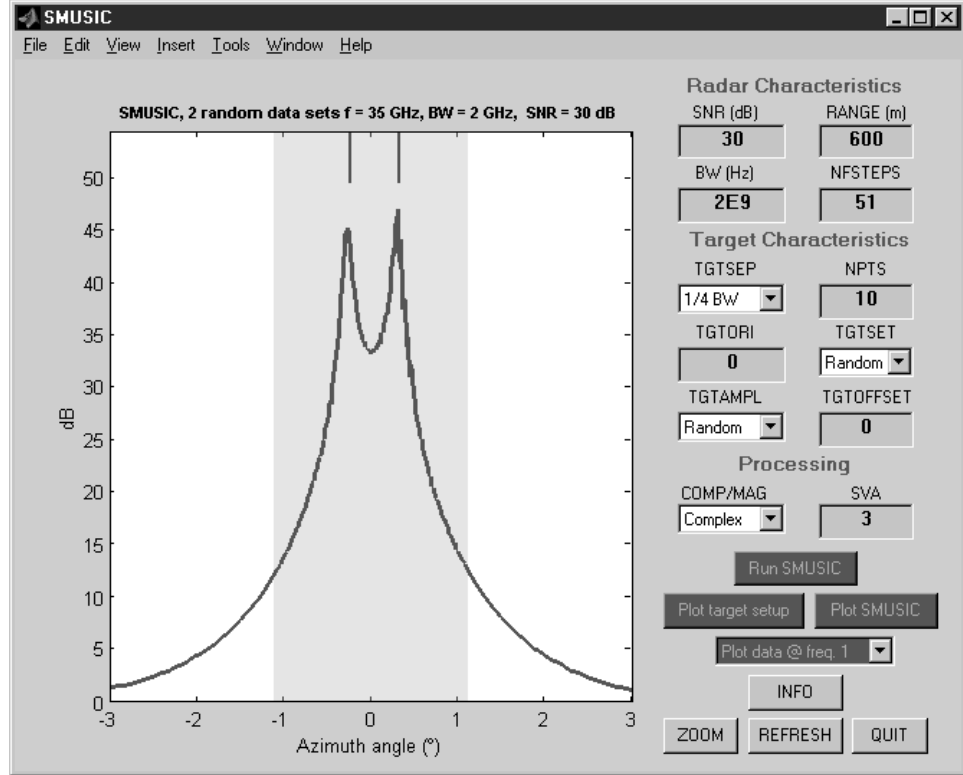 SMUSIC
File Edit View Insert Tools Window Help
SMUSIC, 2 random data sets f = 35 GHz, BW = 2 GHz, SNR = 30 dB
50
45
40
35
30
25
20
15
10
5
0
dB
-3 -2 -1 0 1 2 3
Azimuth angle (º)
Radar Characteristics
SNR (dB) RANGE (m)
30 600
BW (Hz) NFSTEPS
2E9 51
Target Characteristics
TGTSEP NPTS
1/4 BW 10
TGTORI TGTSET
0 Random
TGTAMPL TGTOFFSET
Random 0
Processing
COMP/MAG SVA
Complex 3
Run SMUSIC
Plot target setup Plot SMUSIC
Plot data @ freq. 1
INFO
ZOOM REFRESH QUIT